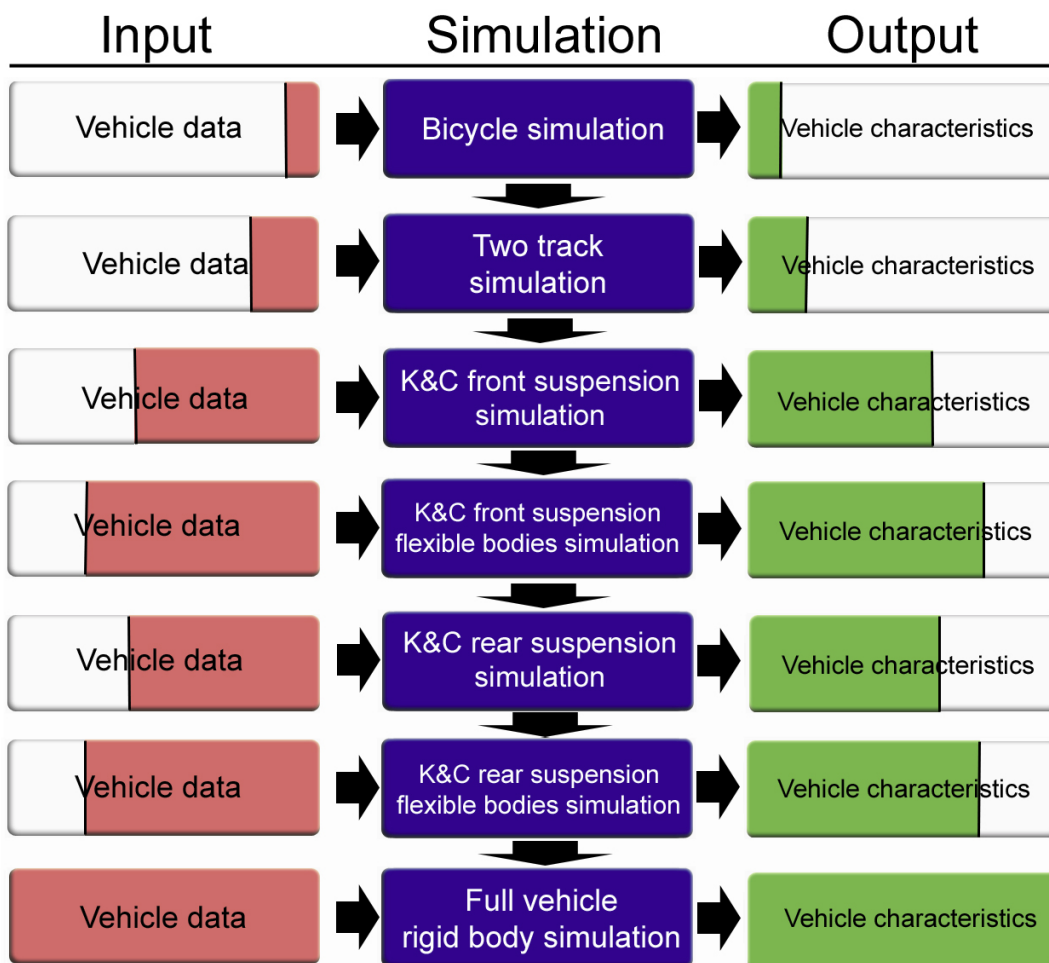 Input Simulation Output
Vehicle data
Bicycle simulation
Vehicle characteristics
Vehicle data
Two track
simulation
Vehicle characteristics
Vehicle data
K&C front suspension
simulation
Vehicle characteristics
Vehicle data
K&C front suspension
flexible bodies simulation
Vehicle characteristics
Vehicle data
K&C rear suspension
simulation
Vehicle characteristics
Vehicle data
K&C rear suspension
flexible bodies simulation
Vehicle characteristics
Vehicle data
Full vehicle
rigid body simulation
Vehicle characteristics